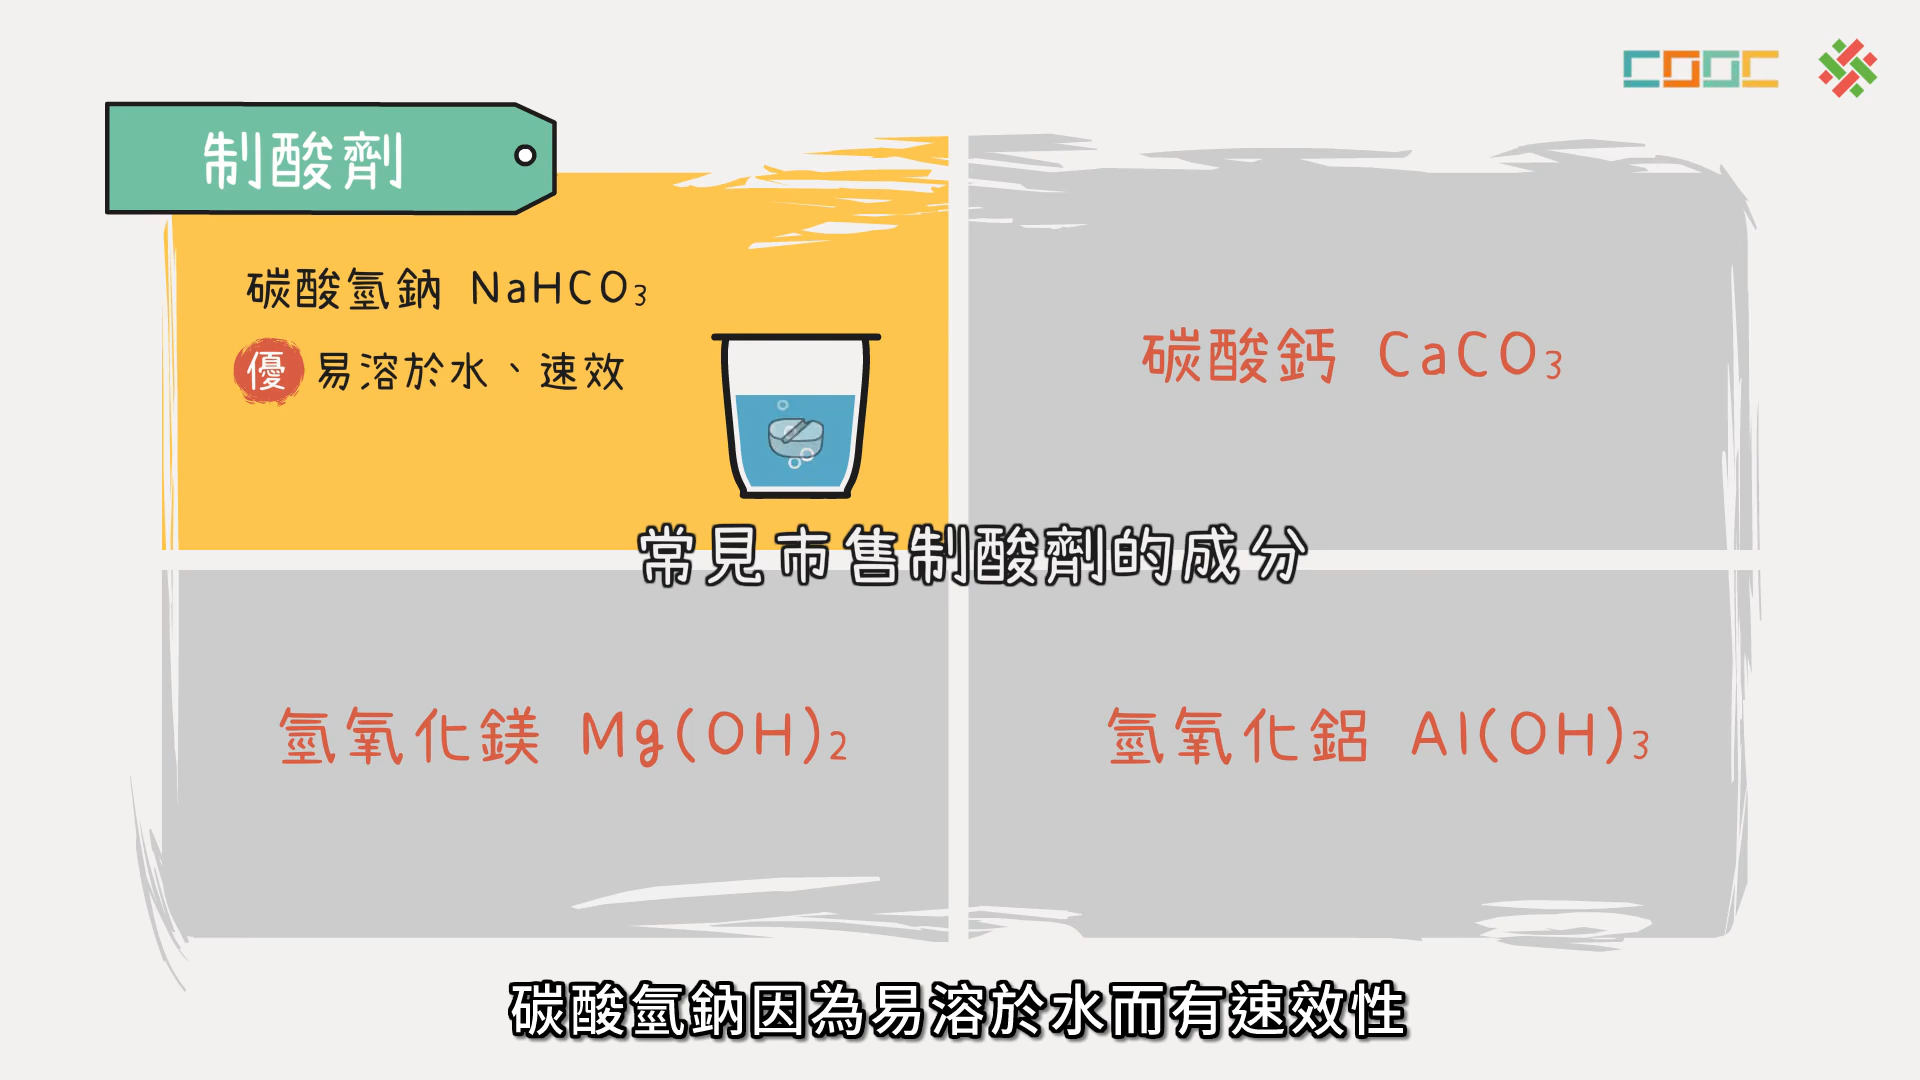 COOC
制酸劑
碳酸氫鈉 NaHCO₃
優 易溶於水、速效
碳酸鈣 CaCO₃
常見市售制酸劑的成分
氫氧化鎂 Mg(OH)₂
氫氧化鋁 Al(OH)₃
碳酸氫鈉因為易溶於水而有速效性